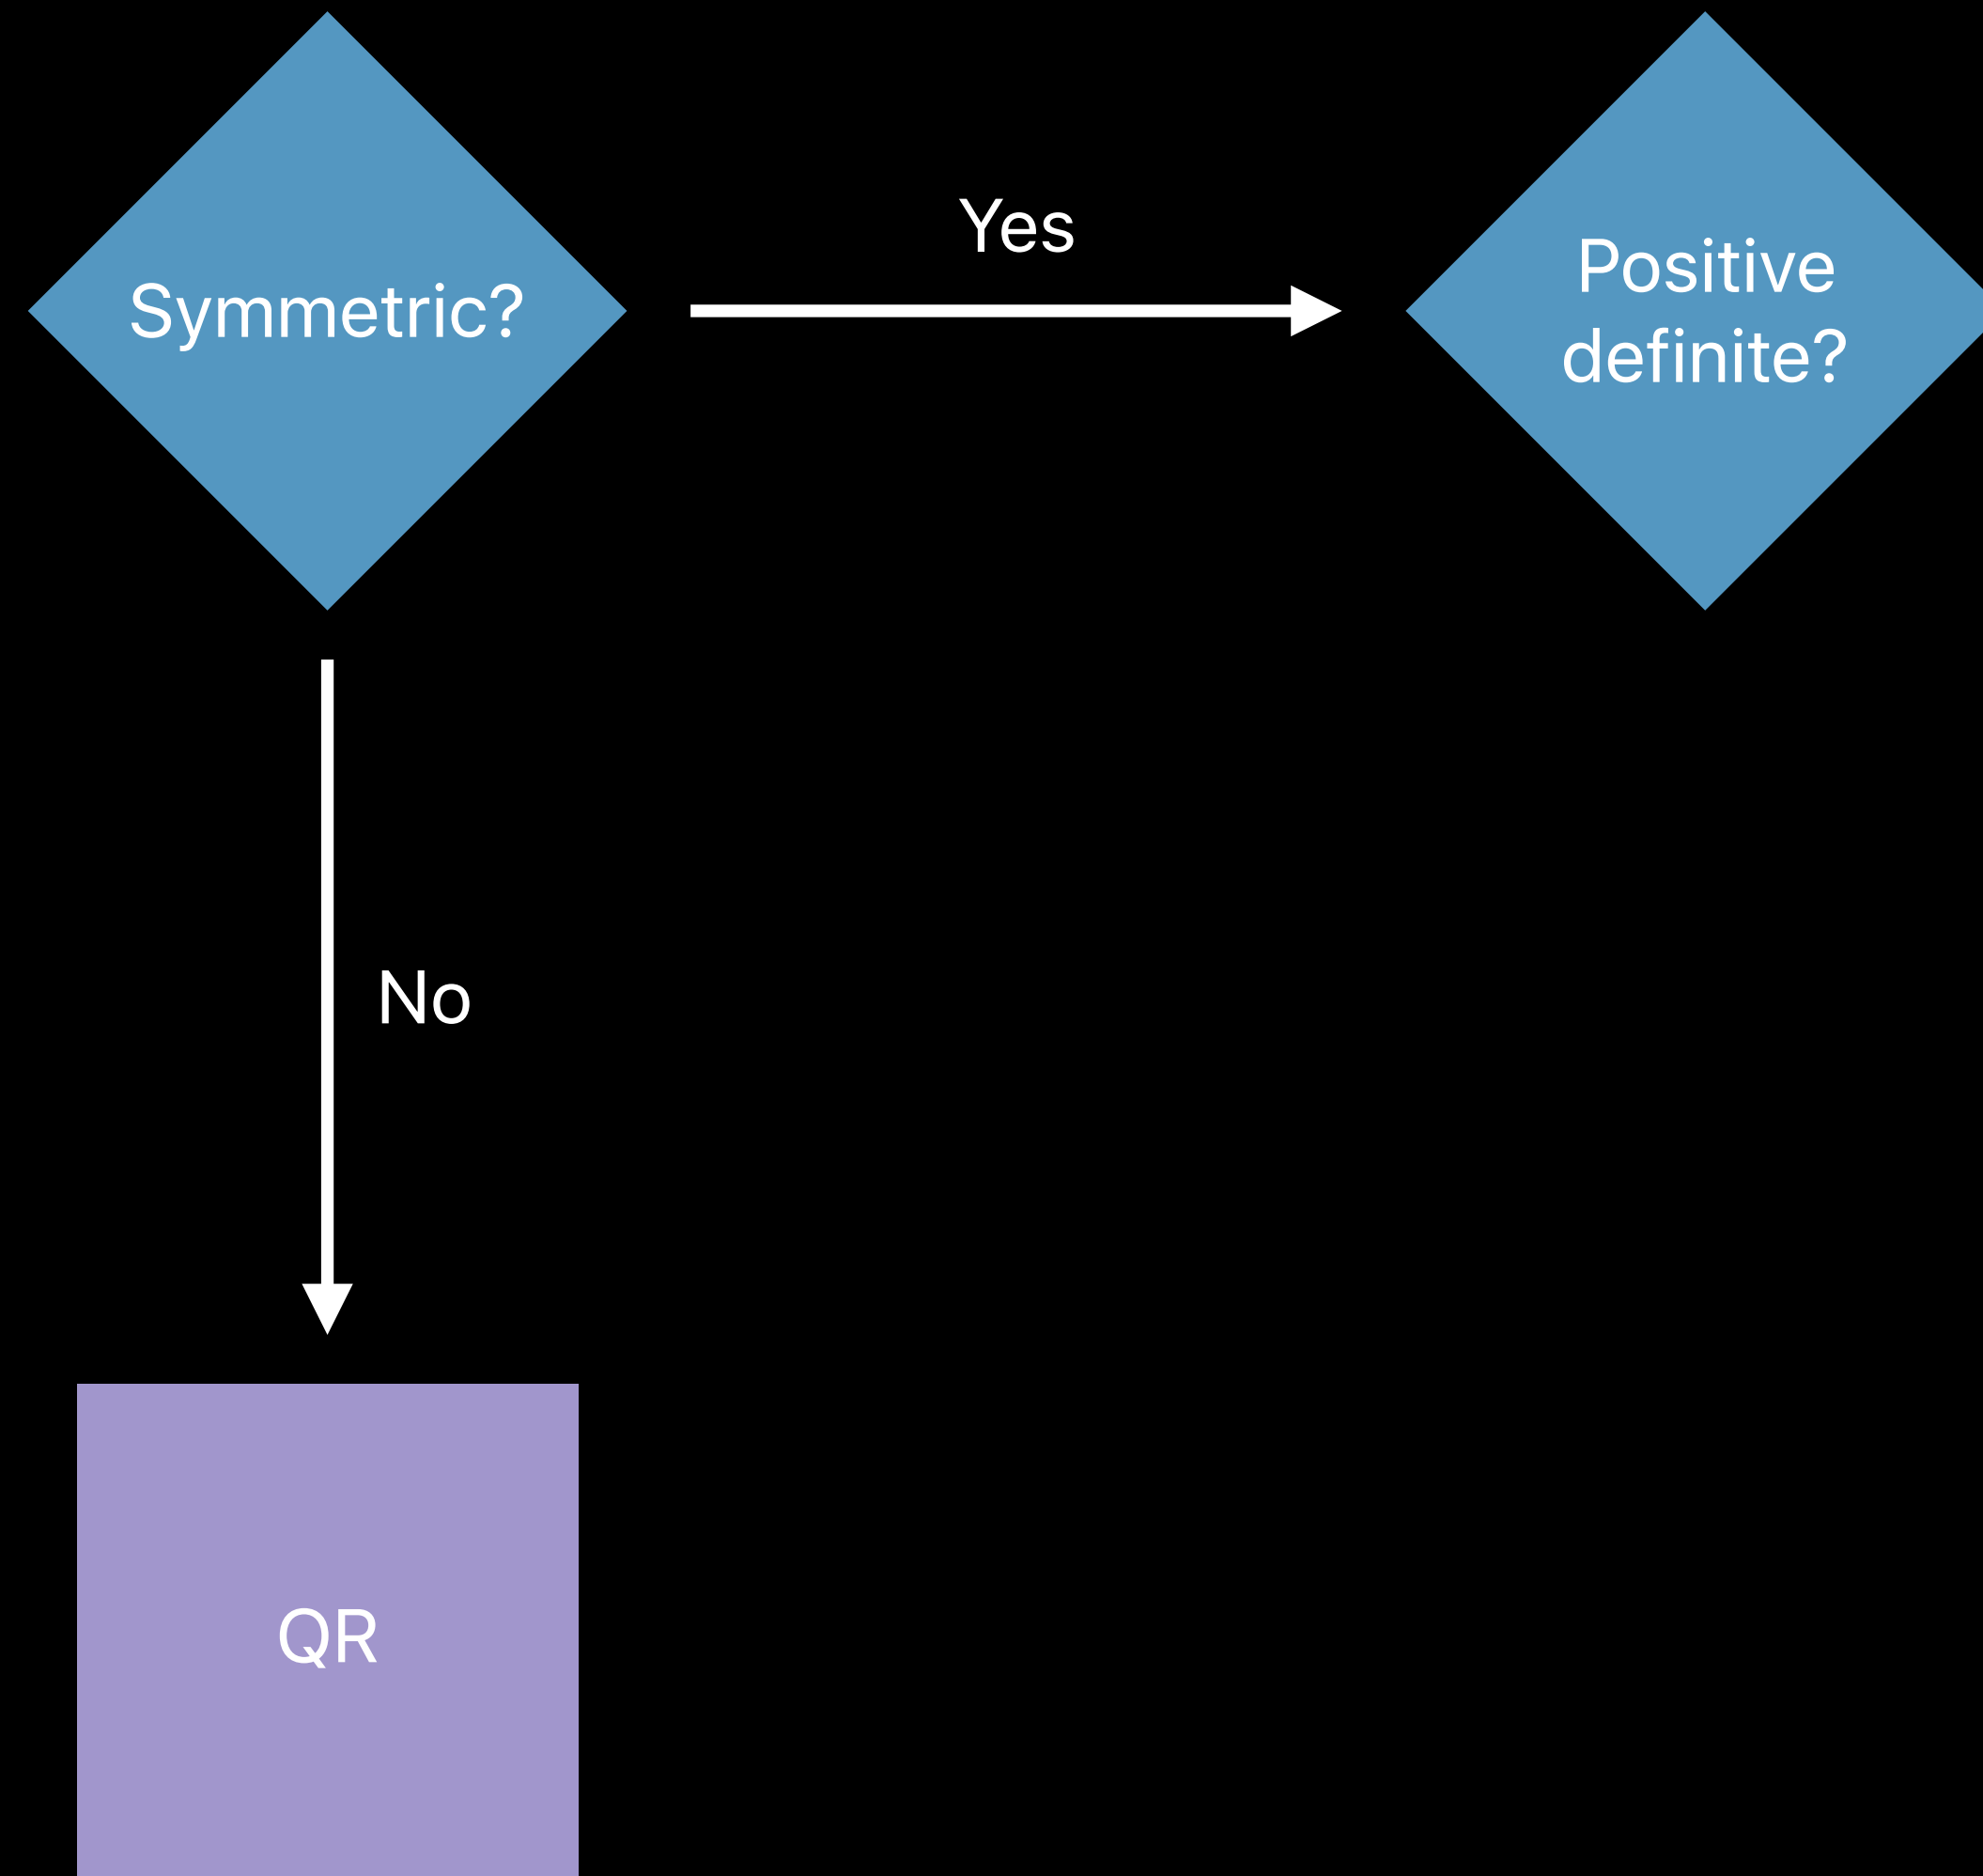 Symmetric?
Yes
Positive
definite?
No
QR